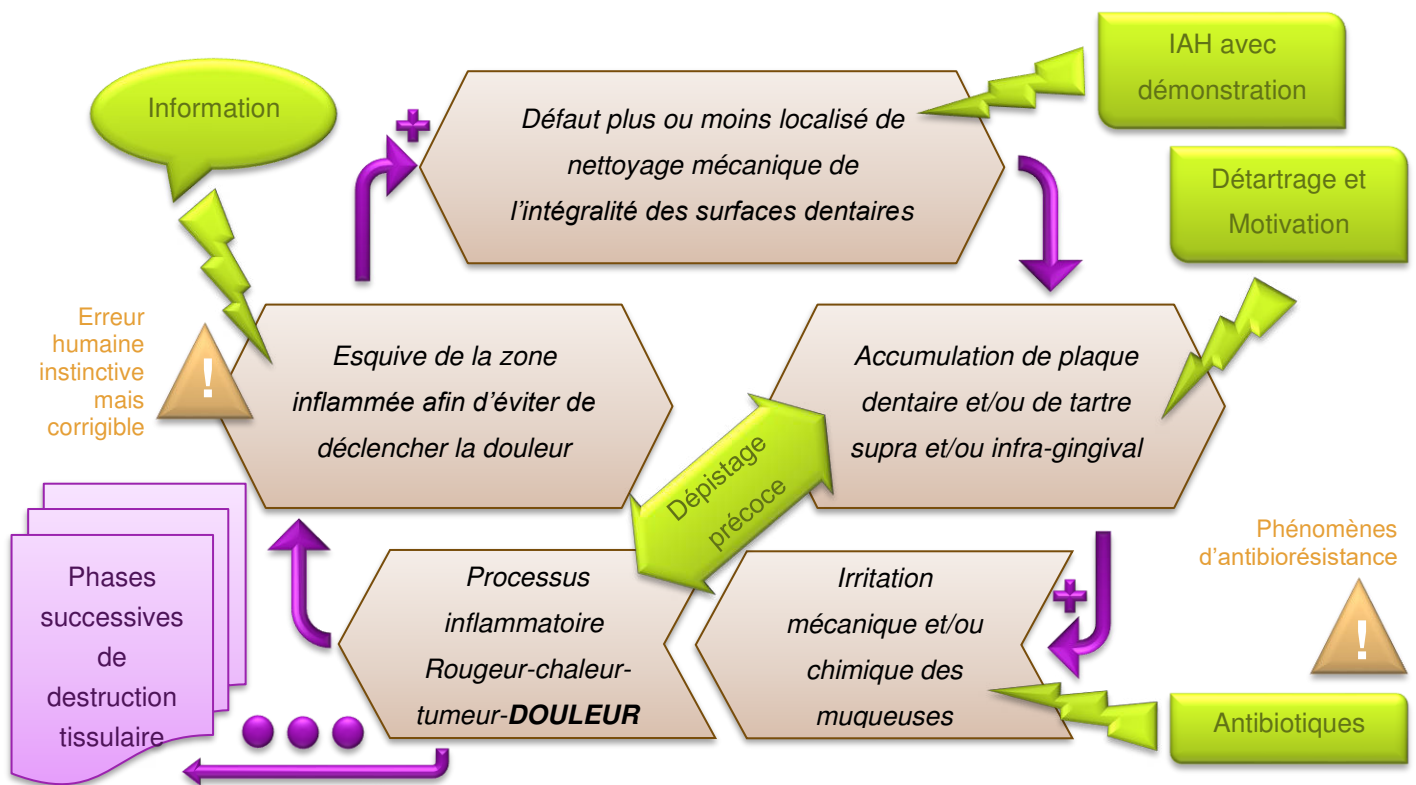 Information
IAH avec
démonstration
Défaut plus ou moins localisé de
nettoyage mécanique de
l'intégralité des surfaces dentaires
Détartrage et
Motivation
Erreur
humaine
instinctive
mais
corrigible
!
Esquive de la zone
inflammée afin d'éviter de
déclencher la douleur
Accumulation de plaque
dentaire et/ou de tartre
supra et/ou infra-gingival
Dépistage
précoce
Phénomènes
d'antibiorésistance
!
Phases
successives
de
destruction
tissulaire
Processus
inflammatoire
Rougeur-chaleur-
tumeur-DOULEUR
Irritation
mécanique et/ou
chimique des
muqueuses
Antibiotiques